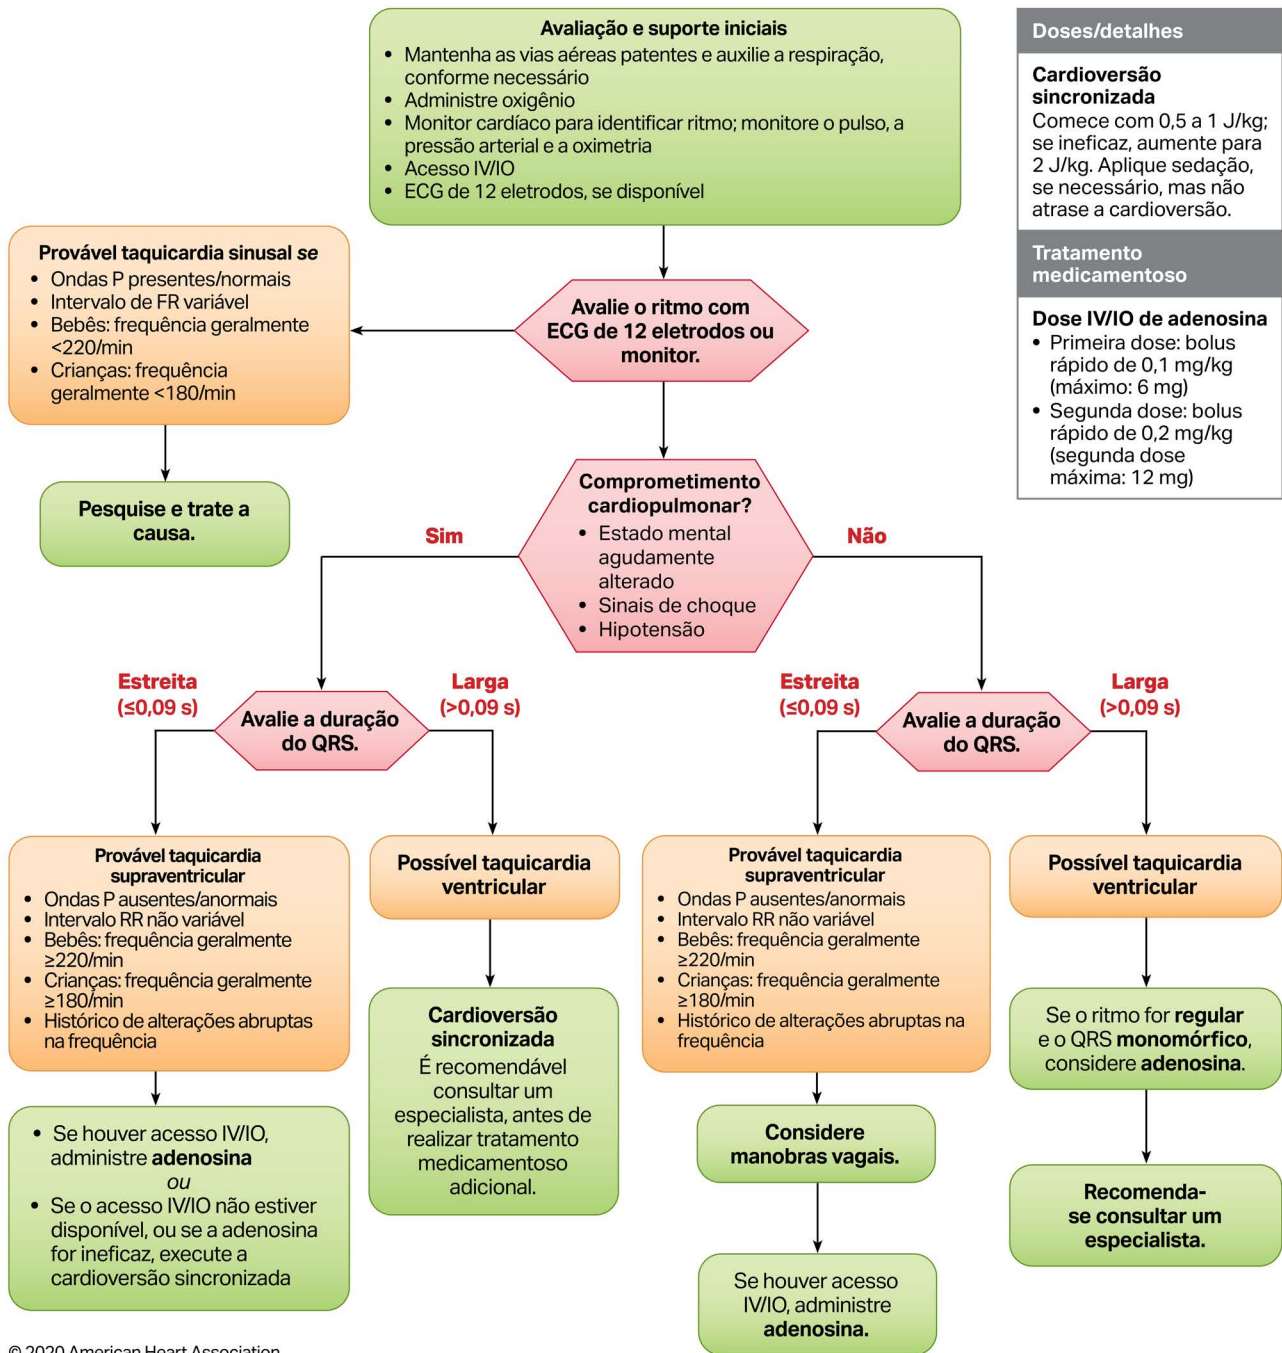 Avaliação e suporte iniciais
• Mantenha as vias aéreas patentes e auxilie a respiração,
conforme necessário
• Administre oxigênio
• Monitor cardíaco para identificar ritmo; monitore o pulso, a
pressão arterial e a oximetria
• Acesso IV/IO
• ECG de 12 eletrodos, se disponível
Doses/detalhes
Cardioversão
sincronizada
Comece com 0,5 a 1 J/kg;
se ineficaz, aumente para
2 J/kg. Aplique sedação,
se necessário, mas não
atrase a cardioversão.
Tratamento
medicamentoso
Dose IV/IO de adenosina
• Primeira dose: bolus
rápido de 0,1 mg/kg
(máximo: 6 mg)
• Segunda dose: bolus
rápido de 0,2 mg/kg
(segunda dose
máxima: 12 mg)
Provável taquicardia sinusal se
• Ondas P presentes/normais
• Intervalo de FR variável
• Bebês: frequência geralmente
<220/min
• Crianças: frequência
geralmente <180/min
Avalie o ritmo com
ECG de 12 eletrodos ou
monitor.
Pesquise e trate a
causa.
Comprometimento
cardiopulmonar?
• Estado mental
agudamente
alterado
• Sinais de choque
• Hipotensão
Sim
Não
Estreita
(≤0,09 s)
Avalie a duração
do QRS.
Larga
(>0,09 s)
Estreita
(≤0,09 s)
Avalie a duração
do QRS.
Larga
(>0,09 s)
Provável taquicardia
supraventricular
• Ondas P ausentes/anormais
• Intervalo RR não variável
• Bebês: frequência geralmente
≥220/min
• Crianças: frequência geralmente
≥180/min
• Histórico de alterações abruptas
na frequência
Possível taquicardia
ventricular
Provável taquicardia
supraventricular
• Ondas P ausentes/anormais
• Intervalo RR não variável
• Bebês: frequência geralmente
≥220/min
• Crianças: frequência geralmente
≥180/min
• Histórico de alterações abruptas na
frequência
Possível taquicardia
ventricular
• Se houver acesso IV/IO,
administre adenosina
ou
• Se o acesso IV/IO não estiver
disponível, ou se a adenosina
for ineficaz, execute a
cardioversão sincronizada
Cardioversão
sincronizada
É recomendável
consultar um
especialista, antes de
realizar tratamento
medicamentoso
adicional.
Considere
manobras vagais.
Se houver acesso
IV/IO, administre
adenosina.
Se o ritmo for regular
e o QRS monomórfico,
considere adenosina.
Recomenda-
se consultar um
especialista.
© 2020 American Heart Association